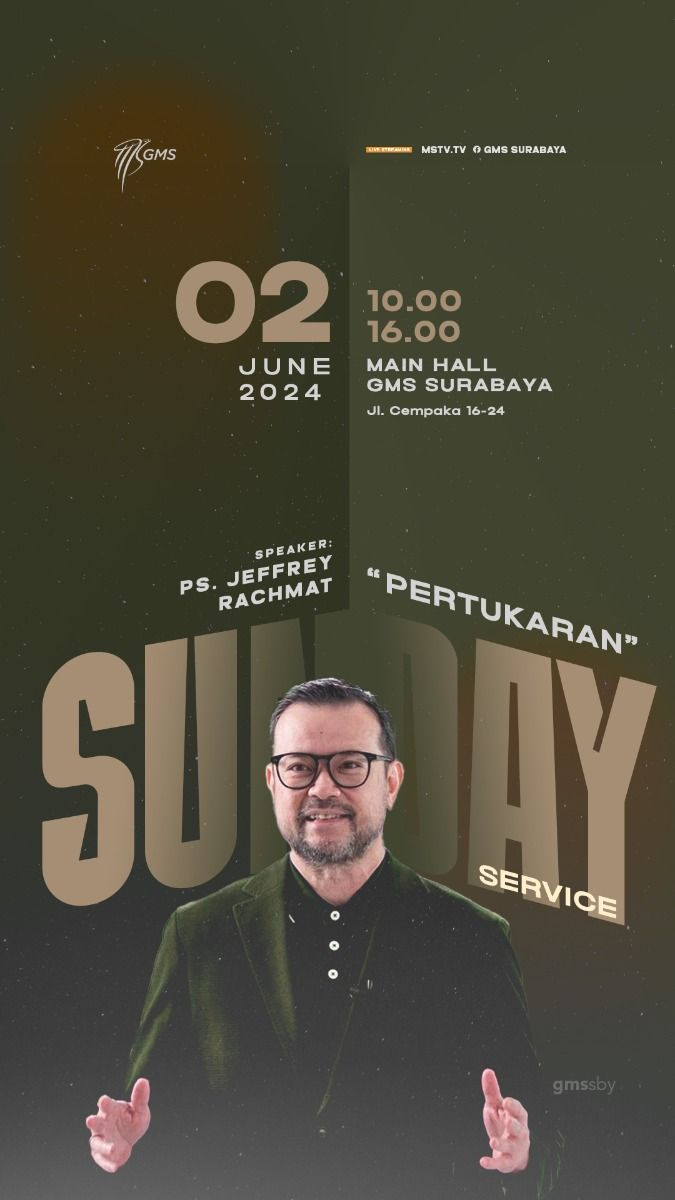 GMS
LIVE STREAMING MSTV.TV GMS SURABAYA
02
JUNE
2024
10.00
16.00
MAIN HALL
GMS SURABAYA
Jl. Cempaka 16-24
SPEAKER:
PS. JEFFREY
RACHMAT
“PERTUKARAN”
SUNDAY
SERVICE
gmssby